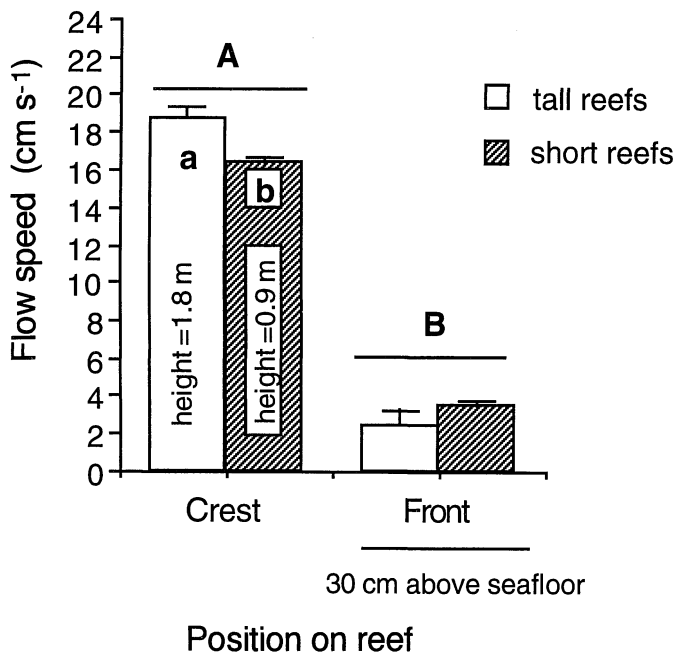 Flow speed (cm s-1)
24
22
20
18
16
14
12
10
8
6
4
2
0
A
a
b
height=1.8 m
height=0.9 m
B
tall reefs
short reefs
Crest
Front
30 cm above seafloor
Position on reef